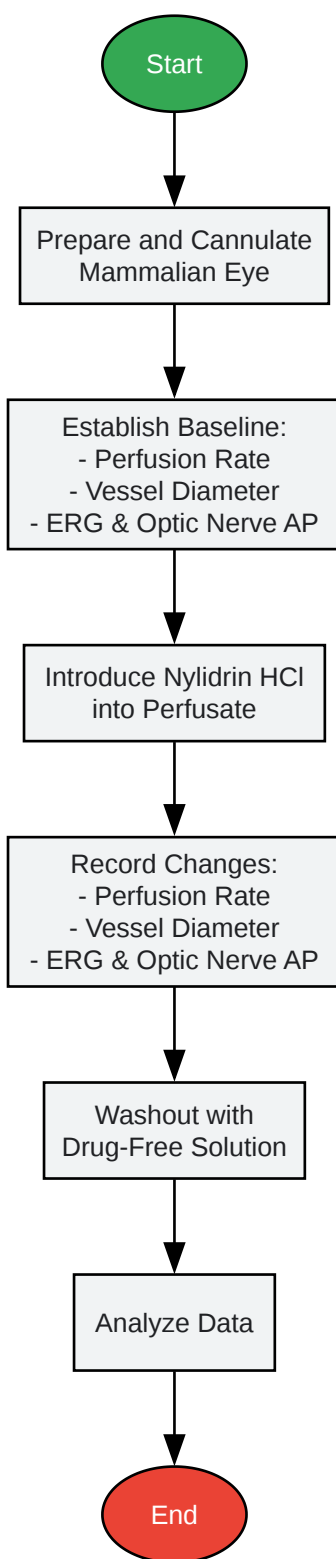 Start
Prepare and Cannulate
Mammalian Eye
Establish Baseline:
- Perfusion Rate
- Vessel Diameter
- ERG & Optic Nerve AP
Introduce Nylidrin HCl
into Perfusate
Record Changes:
- Perfusion Rate
- Vessel Diameter
- ERG & Optic Nerve AP
Washout with
Drug-Free Solution
Analyze Data
End